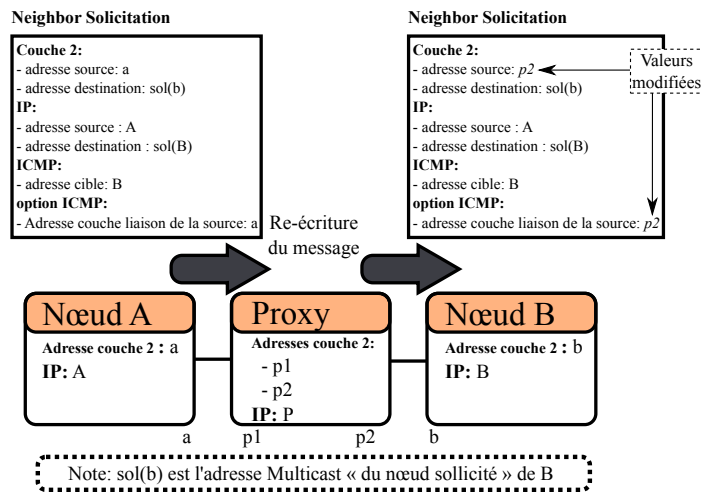 Neighbor Solicitation
Couche 2:
- adresse source: a
- adresse destination: sol(b)
IP:
- adresse source : A
- adresse destination : sol(B)
ICMP:
- adresse cible: B
option ICMP:
- Adresse couche liaison de la source: a
Neighbor Solicitation
Couche 2:
- adresse source: p2
- adresse destination: sol(b)
IP:
- adresse source : A
- adresse destination : sol(B)
ICMP:
- adresse cible: B
option ICMP:
- adresse couche liaison de la source: p2
Valeurs
modifiées
Re-écriture
du message
Nœud A
Adresse couche 2 : a
IP: A
Proxy
Adresses couche 2:
- p1
- p2
IP: P
Nœud B
Adresse couche 2 : b
IP: B
a
p1
p2
b
Note: sol(b) est l'adresse Multicast « du nœud sollicité » de B